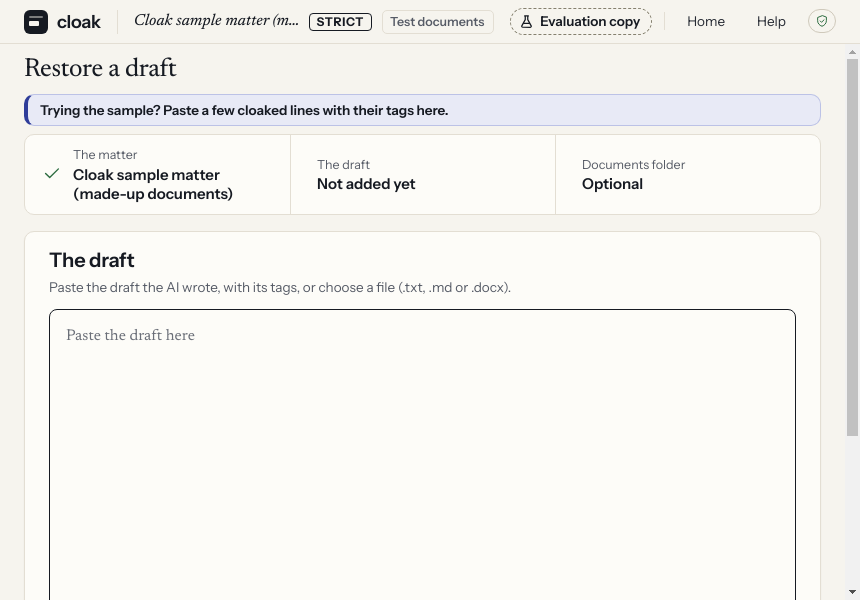 cloak
Cloak sample matter (m...
STRICT
Test documents
Evaluation copy
Home
Help
Restore a draft
Trying the sample? Paste a few cloaked lines with their tags here.
The matter
Cloak sample matter
(made-up documents)
The draft
Not added yet
Documents folder
Optional
The draft
Paste the draft the AI wrote, with its tags, or choose a file (.txt, .md or .docx).
Paste the draft here